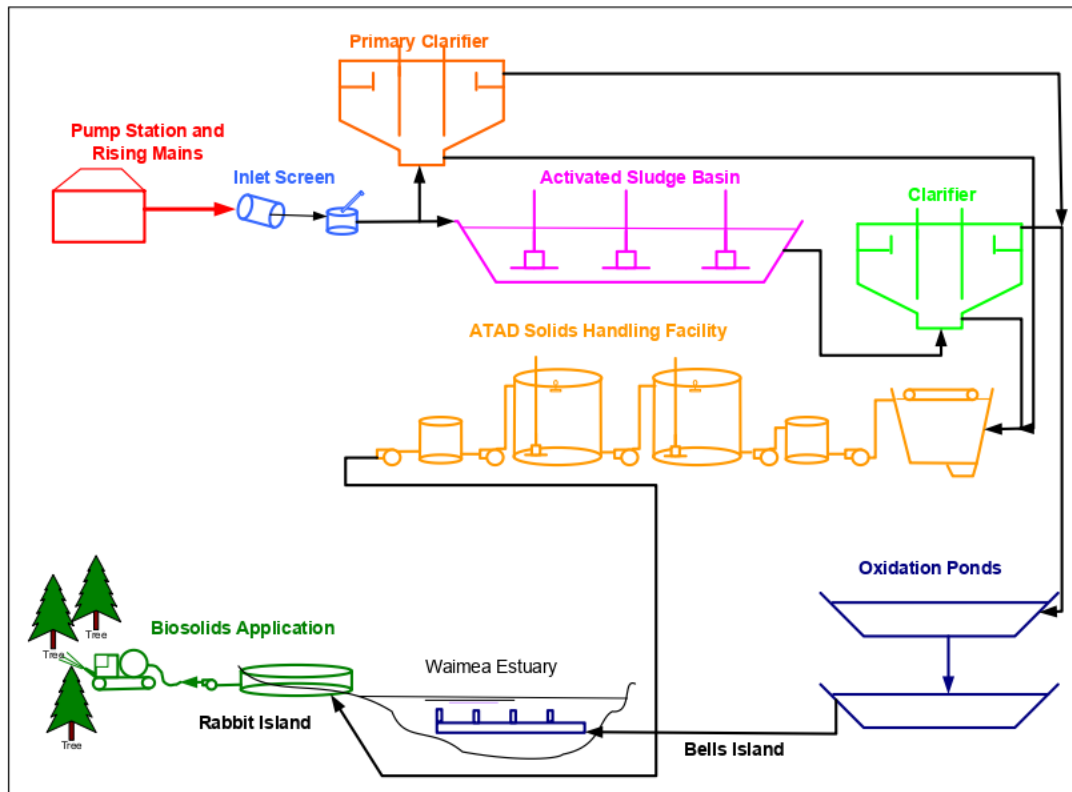 Primary Clarifier
Pump Station and
Rising Mains
Inlet Screen
Activated Sludge Basin
Clarifier
ATAD Solids Handling Facility
Oxidation Ponds
Tree
Tree
Biosolids Application
Waimea Estuary
Rabbit Island
Tree
Bells Island